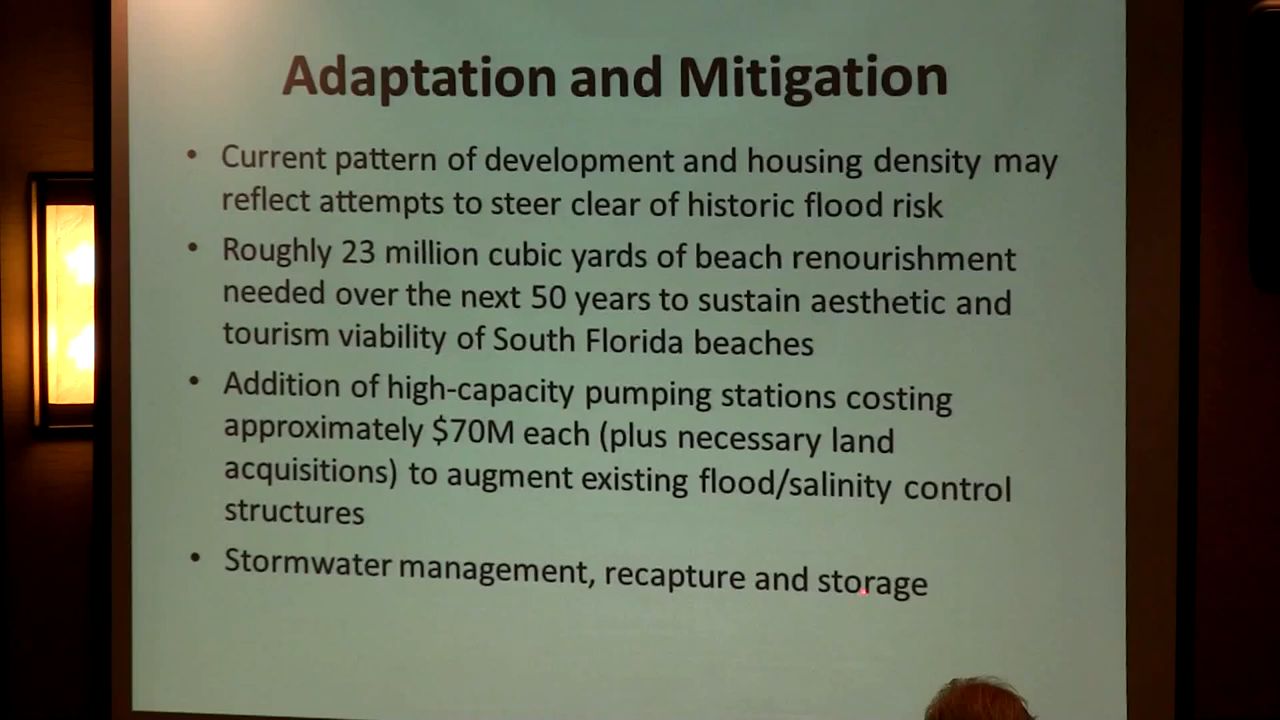 Adaptation and Mitigation
• Current pattern of development and housing density may
reflect attempts to steer clear of historic flood risk
• Roughly 23 million cubic yards of beach renourishment
needed over the next 50 years to sustain aesthetic and
tourism viability of South Florida beaches
• Addition of high-capacity pumping stations costing
approximately $70M each (plus necessary land
acquisitions) to augment existing flood/salinity control
structures
• Stormwater management, recapture and storage